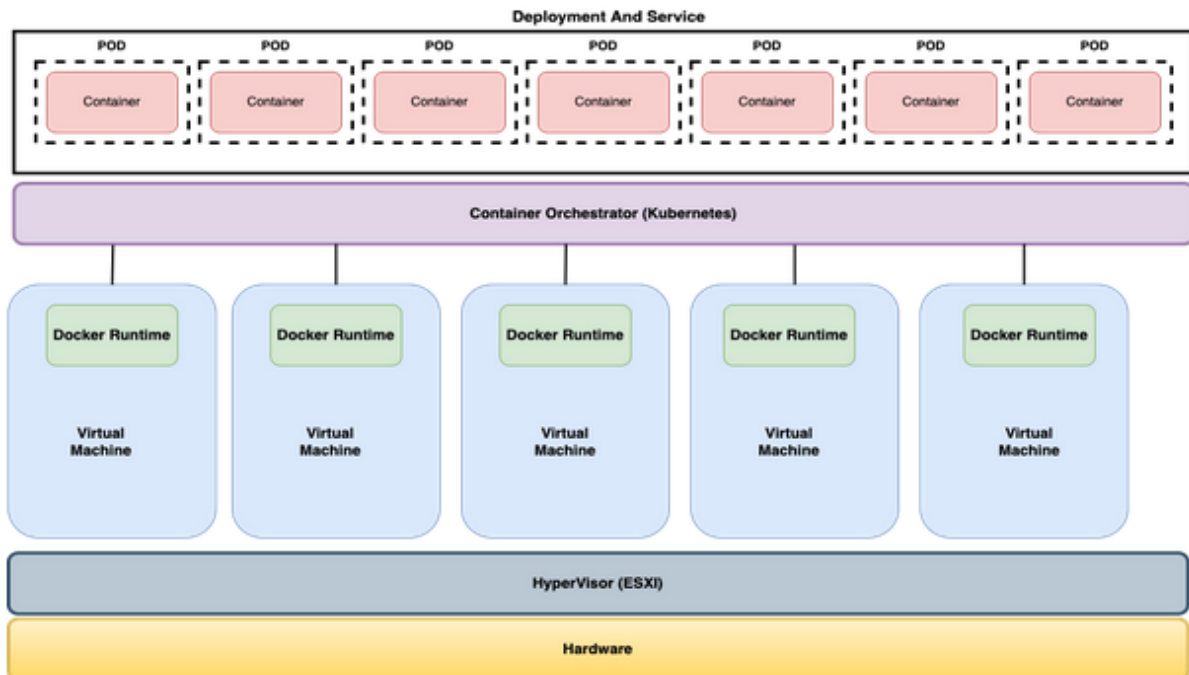 Deployment And Service
POD POD POD POD POD POD POD
Container Container Container Container Container Container Container
Container Orchestrator (Kubernetes)
Docker Runtime Docker Runtime Docker Runtime Docker Runtime Docker Runtime
Virtual Virtual Virtual Virtual Virtual
Machine Machine Machine Machine Machine
HyperVisor (ESXI)
Hardware